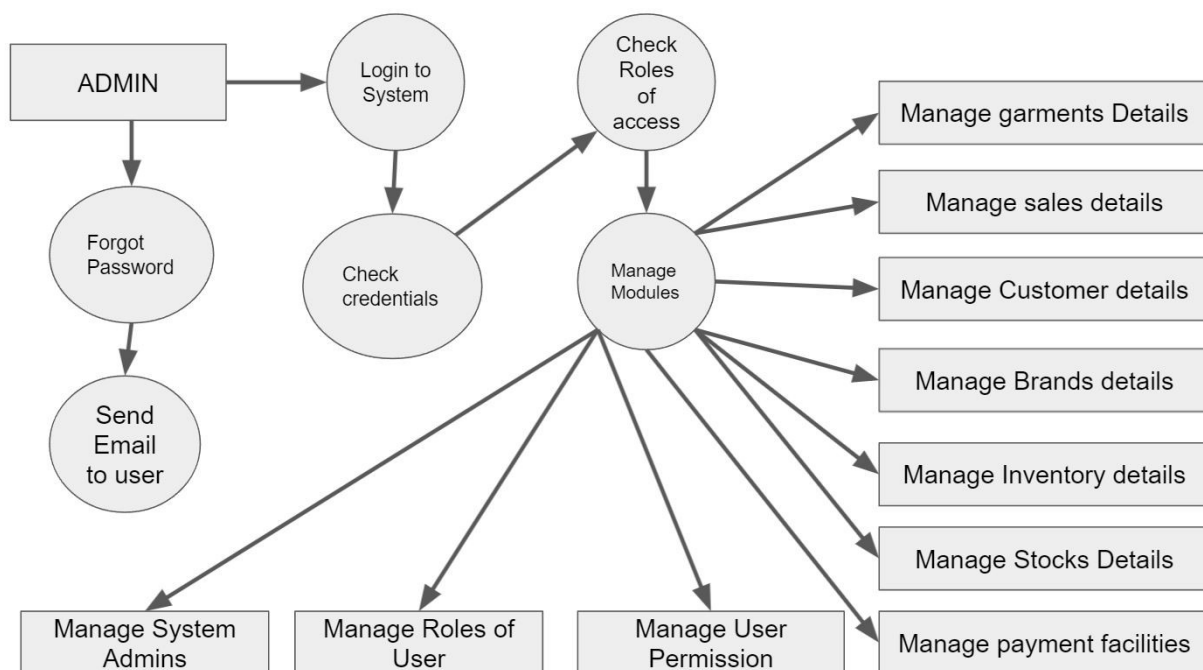 ADMIN
Login to
System
Check
Roles
of
access
Manage garments Details
Manage sales details
Forgot
Password
Check
credentials
Manage
Modules
Manage Customer details
Manage Brands details
Send
Email
to user
Manage Inventory details
Manage Stocks Details
Manage System
Admins
Manage Roles of
User
Manage User
Permission
Manage payment facilities